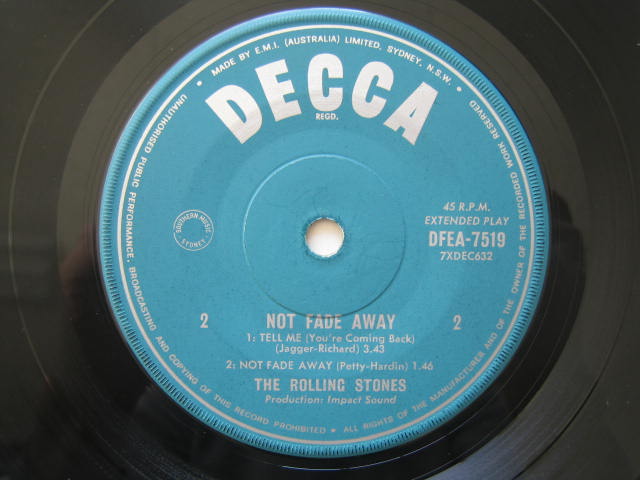 • MADE BY E.M.I. (AUSTRALIA) LIMITED, SYDNEY, N.S.W. •
DECCA
REGD.
SOUTHERN MUSIC
• SYDNEY •
45 R.P.M.
EXTENDED PLAY
DFEA-7519
7XDEC632
2 NOT FADE AWAY 2
1: TELL ME (You're Coming Back)
(Jagger-Richard) 3.43
2: NOT FADE AWAY (Petty-Hardin) 1.46
THE ROLLING STONES
Production: Impact Sound
UNAUTHORISED PUBLIC PERFORMANCE, BROADCASTING AND COPYING OF THIS RECORD PROHIBITED • ALL RIGHTS OF THE MANUFACTURER AND OF THE OWNER OF THE RECORDED WORK RESERVED